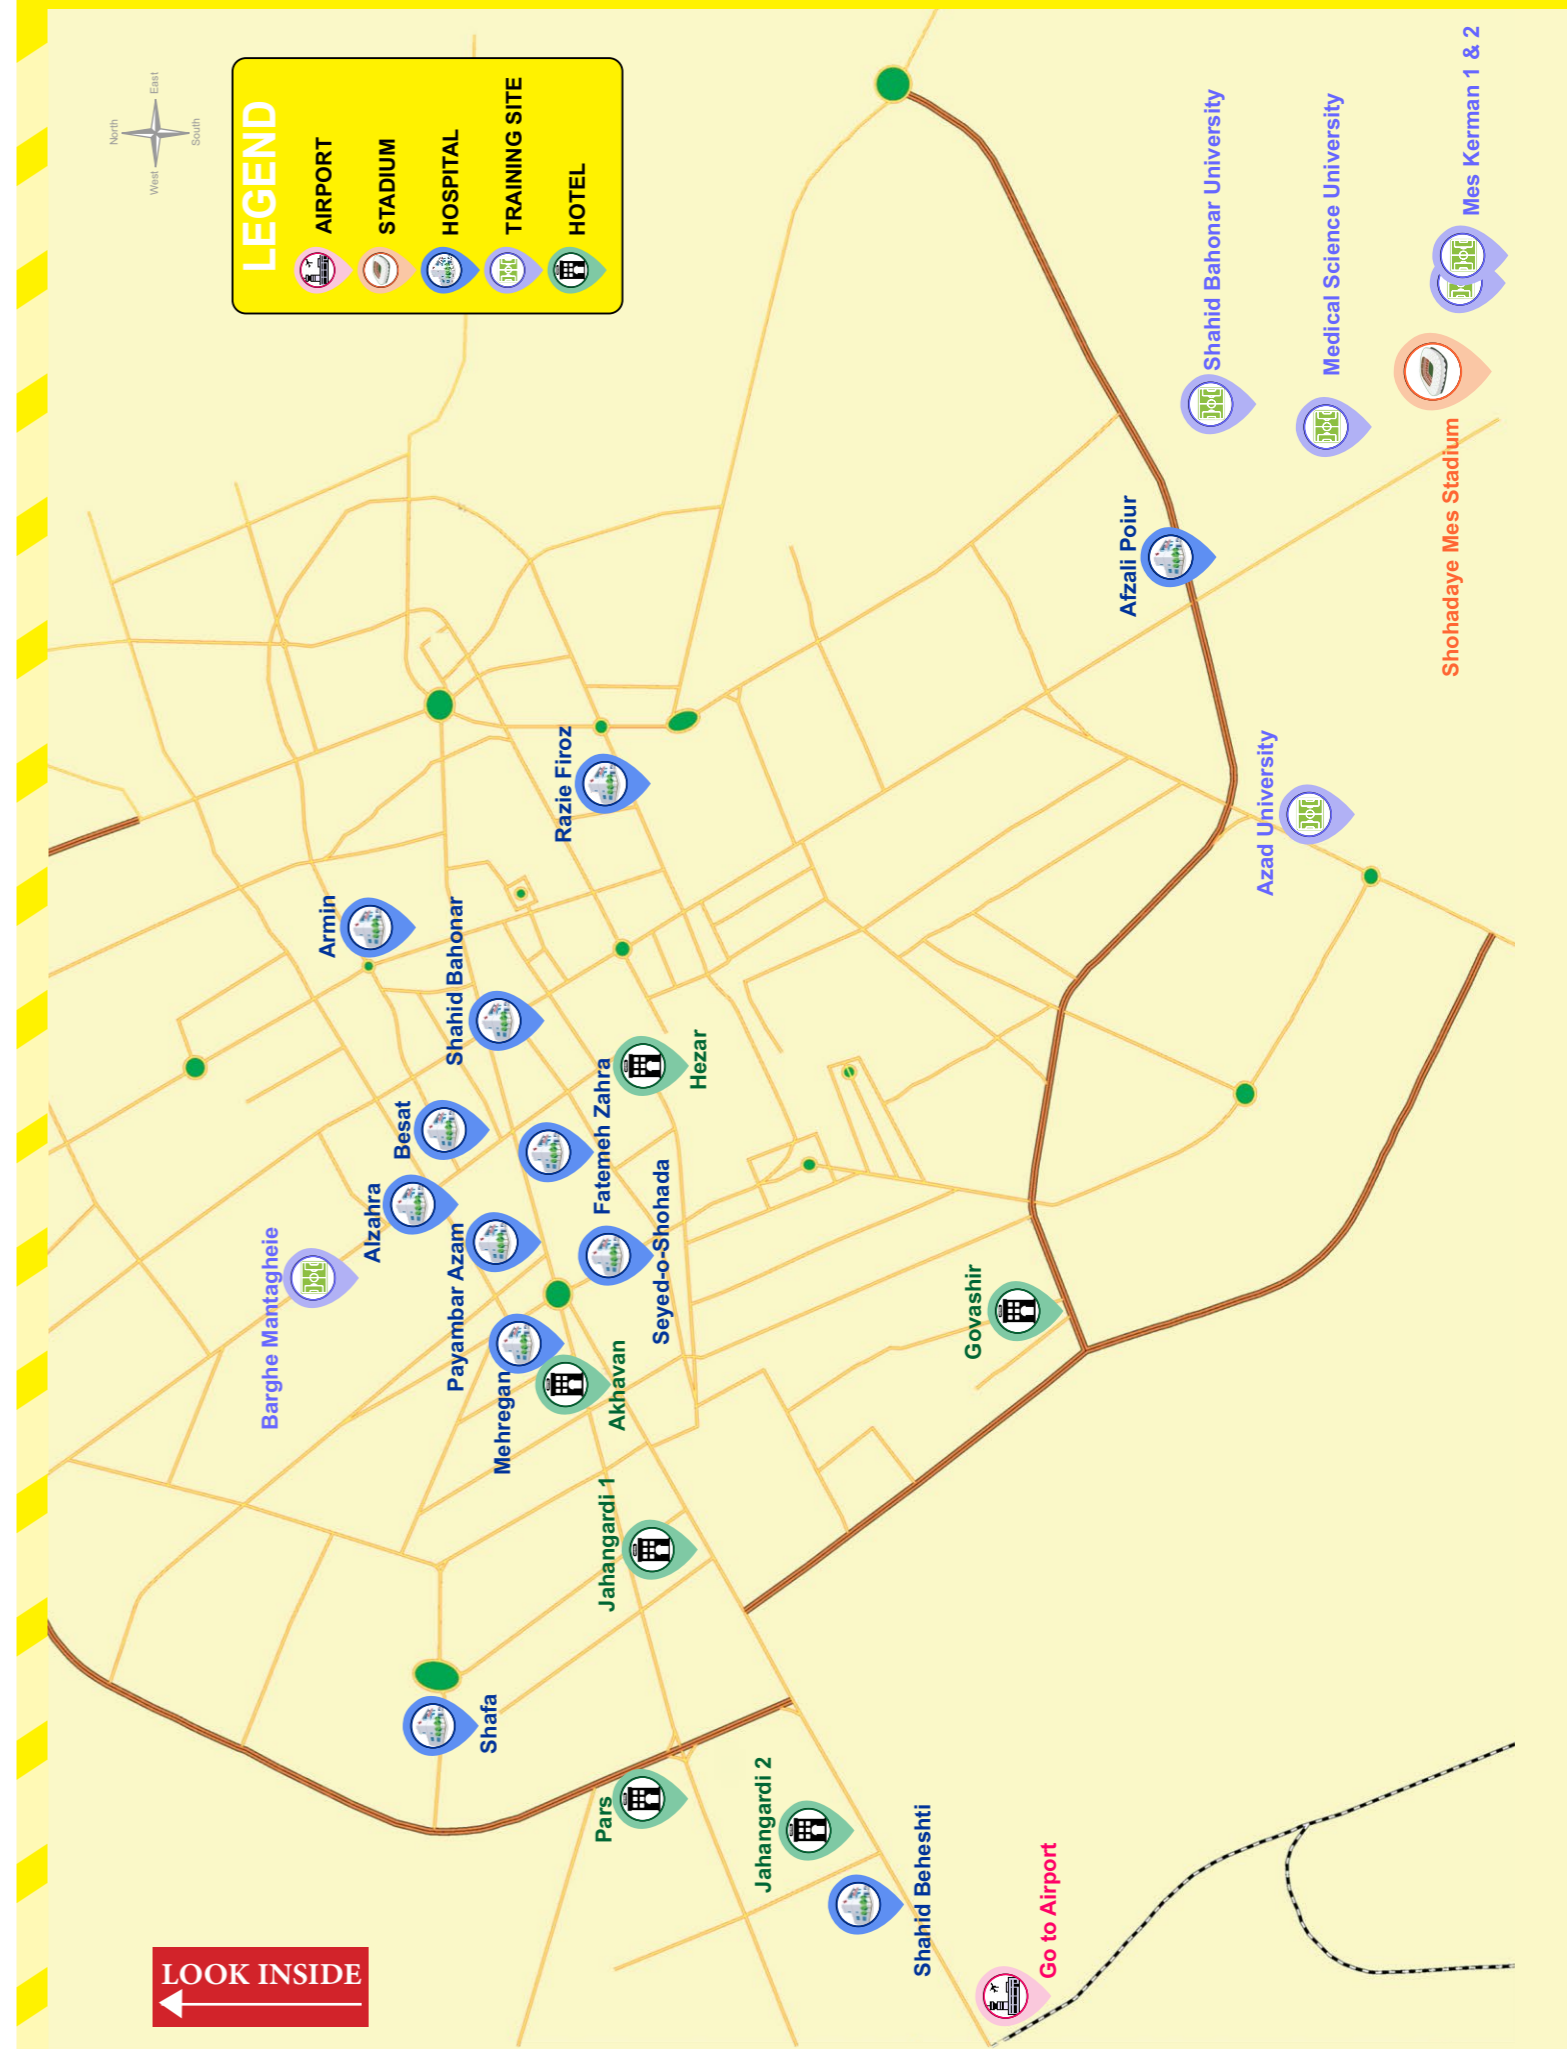 North
East
West
South
LEGEND
AIRPORT
STADIUM
HOSPITAL
TRAINING SITE
HOTEL
Mes Kerman 1 & 2
Shahid Bahonar University
Medical Science University
Shohadaye Mes Stadium
Afzali Poiur
Azad University
Razie Firoz
Armin
Shahid Bahonar
Hezar
Fatemeh Zahra
Besat
Alzahra
Seyed-o-Shohada
Payambar Azam
Barghe Mantagheie
Govashir
Mehregan
Akhavan
Jahangardi 1
Shafa
Pars
Jahangardi 2
Shahid Beheshti
Go to Airport
LOOK INSIDE